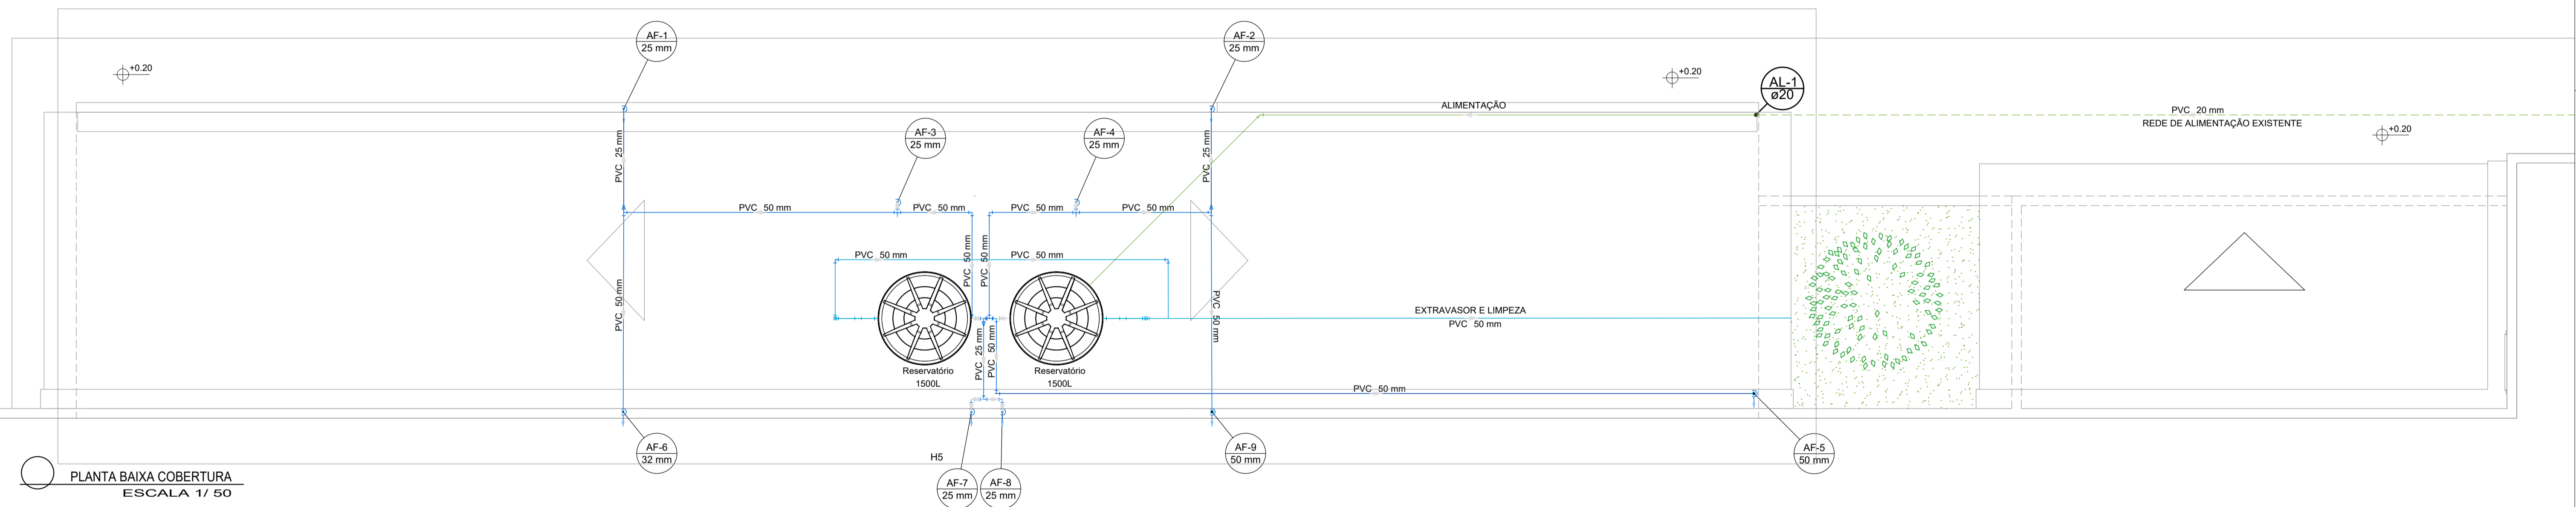 AF-1
25 mm
AF-2
25 mm
+0.20
+0.20
AL-1
ø20
ALIMENTAÇÃO
PVC 20 mm
REDE DE ALIMENTAÇÃO EXISTENTE
+0.20
AF-3
25 mm
AF-4
25 mm
PVC 25 mm
PVC 25 mm
PVC 50 mm
PVC 50 mm
PVC 50 mm
PVC 50 mm
PVC 50 mm
PVC 50 mm
PVC 50 mm
PVC 50 mm
PVC 50 mm
PVC 50 mm
EXTRAVASOR E LIMPEZA
PVC 50 mm
Reservatório
1500L
PVC 25 mm
PVC 50 mm
Reservatório
1500L
PVC 50 mm
AF-6
32 mm
H5
AF-9
50 mm
AF-5
50 mm
AF-7
25 mm
AF-8
25 mm
PLANTA BAIXA COBERTURA
ESCALA 1/ 50